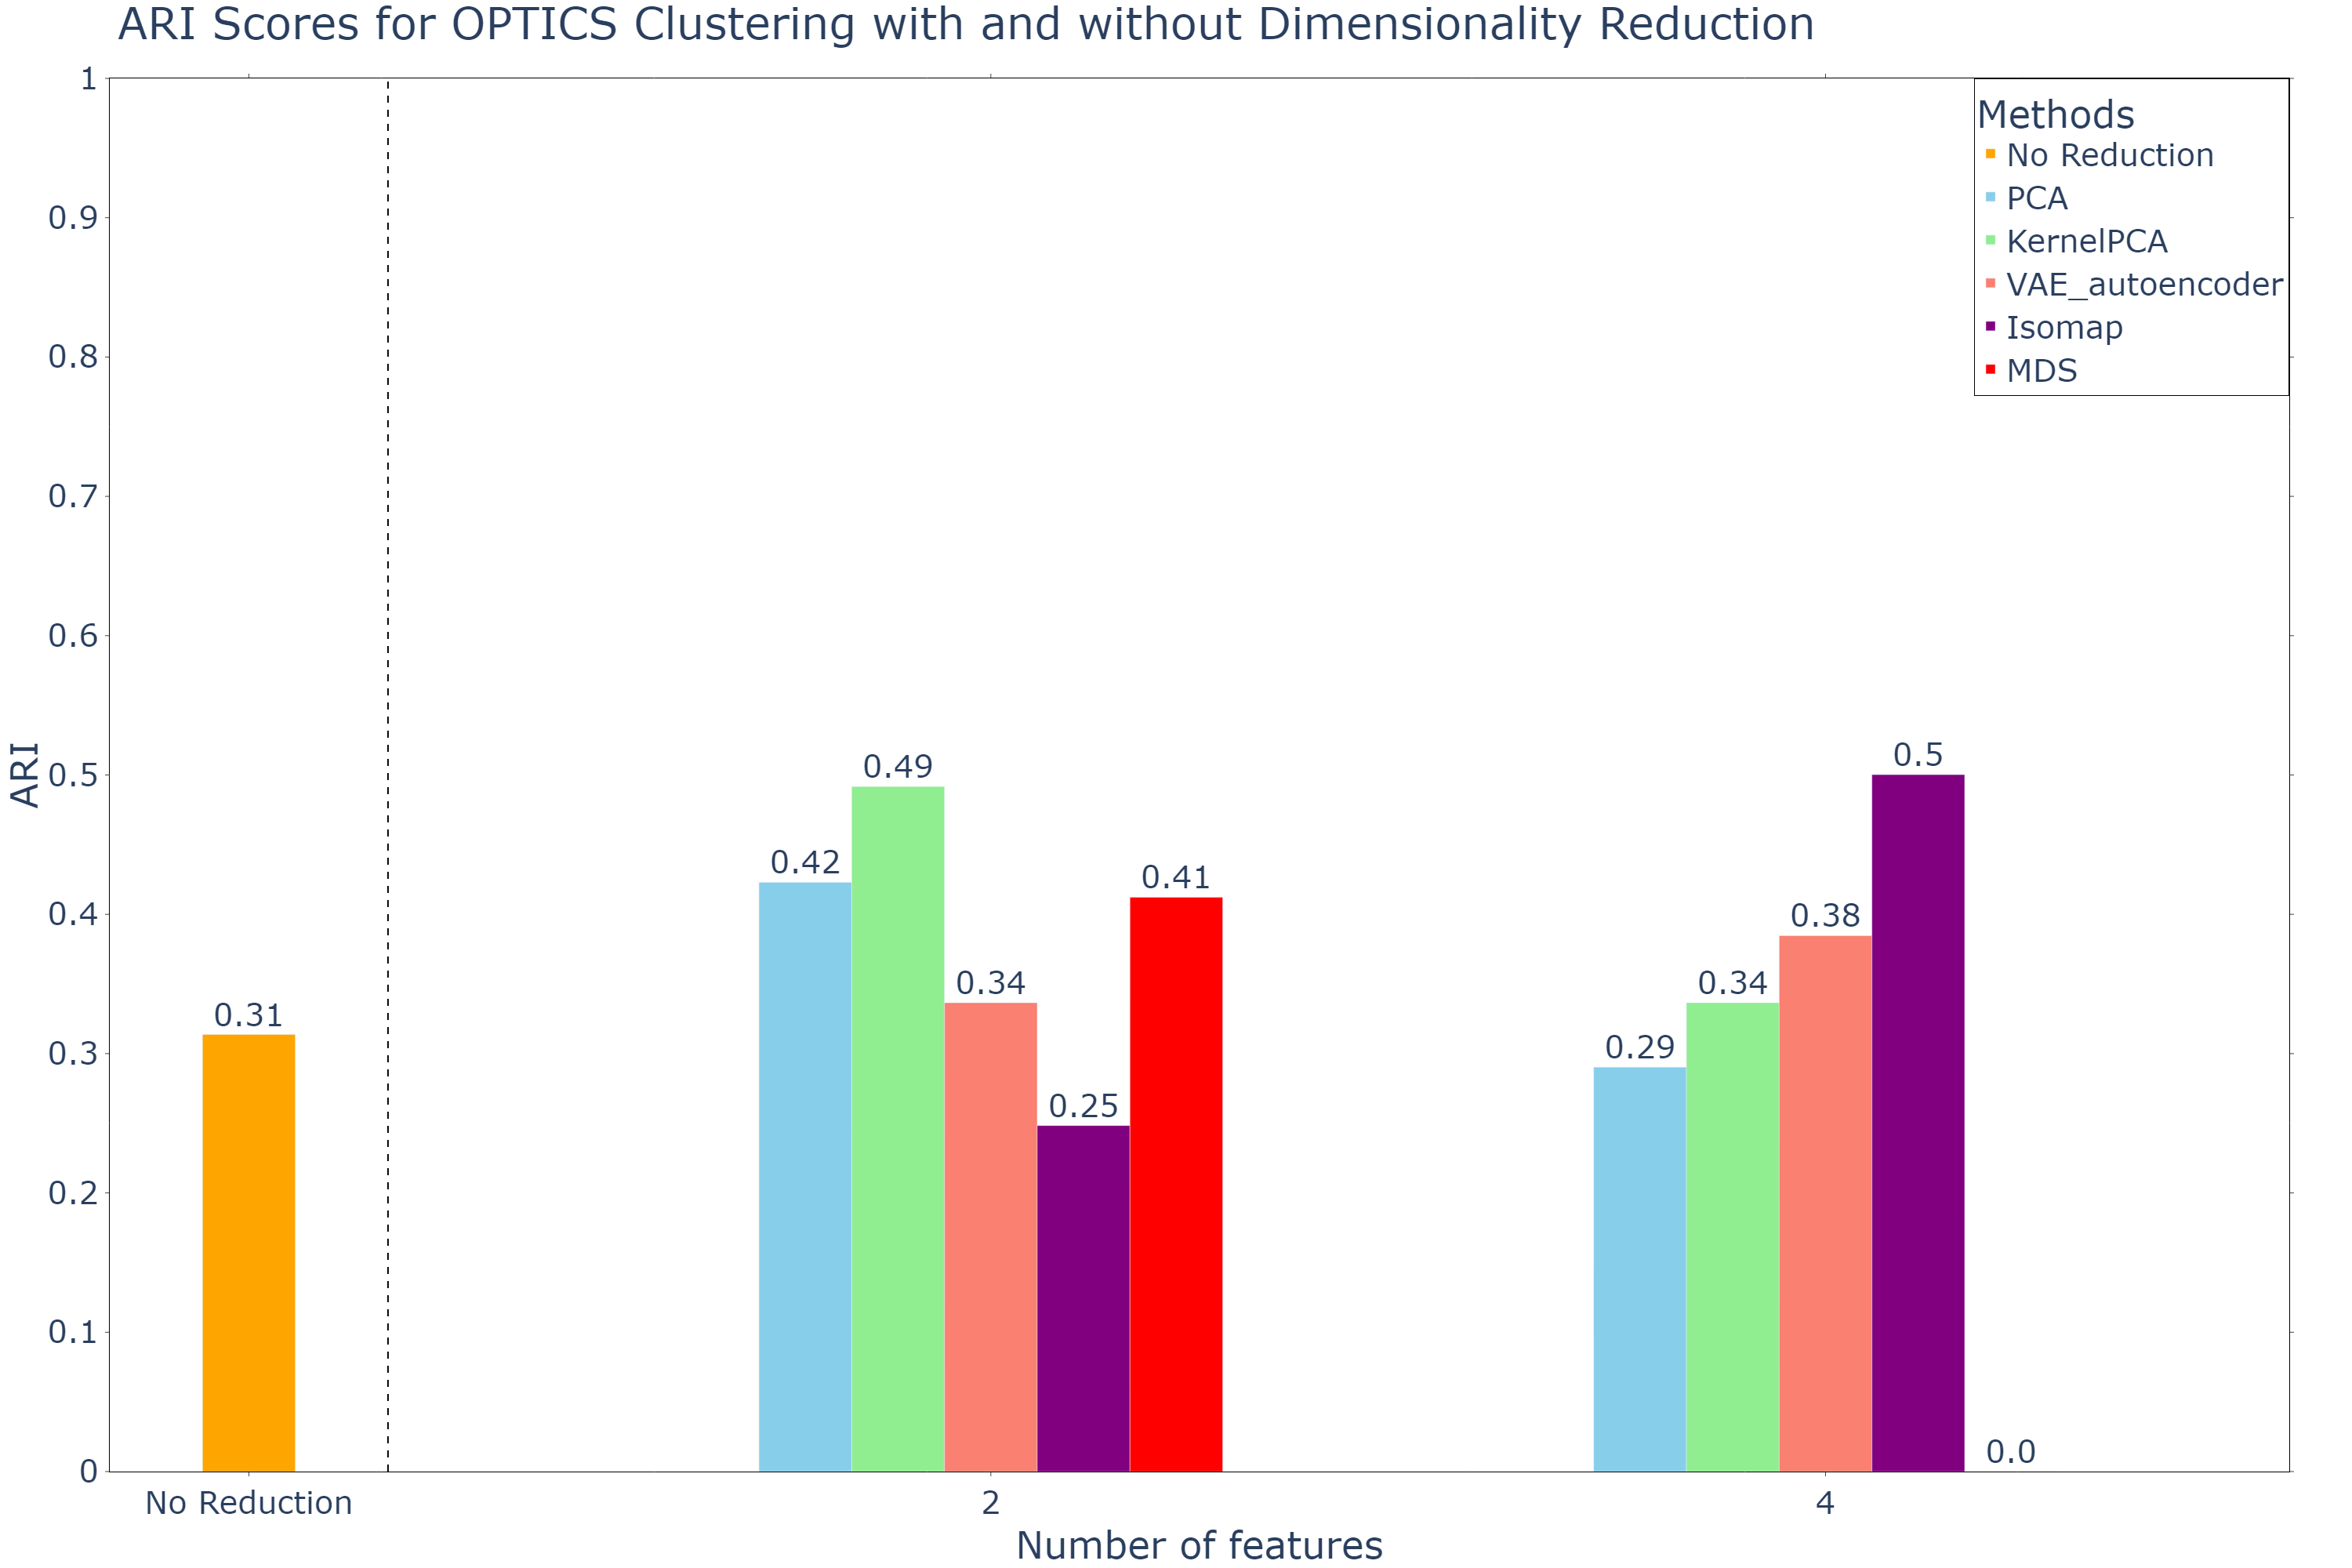 ARI Scores for OPTICS Clustering with and without Dimensionality Reduction
Methods
No Reduction
PCA
KernelPCA
VAE_autoencoder
Isomap
MDS
ARI
1
0.9
0.8
0.7
0.6
0.5
0.4
0.3
0.2
0.1
0
0.31
0.42
0.49
0.34
0.25
0.41
0.29
0.34
0.38
0.5
0.0
No Reduction
2
4
Number of features